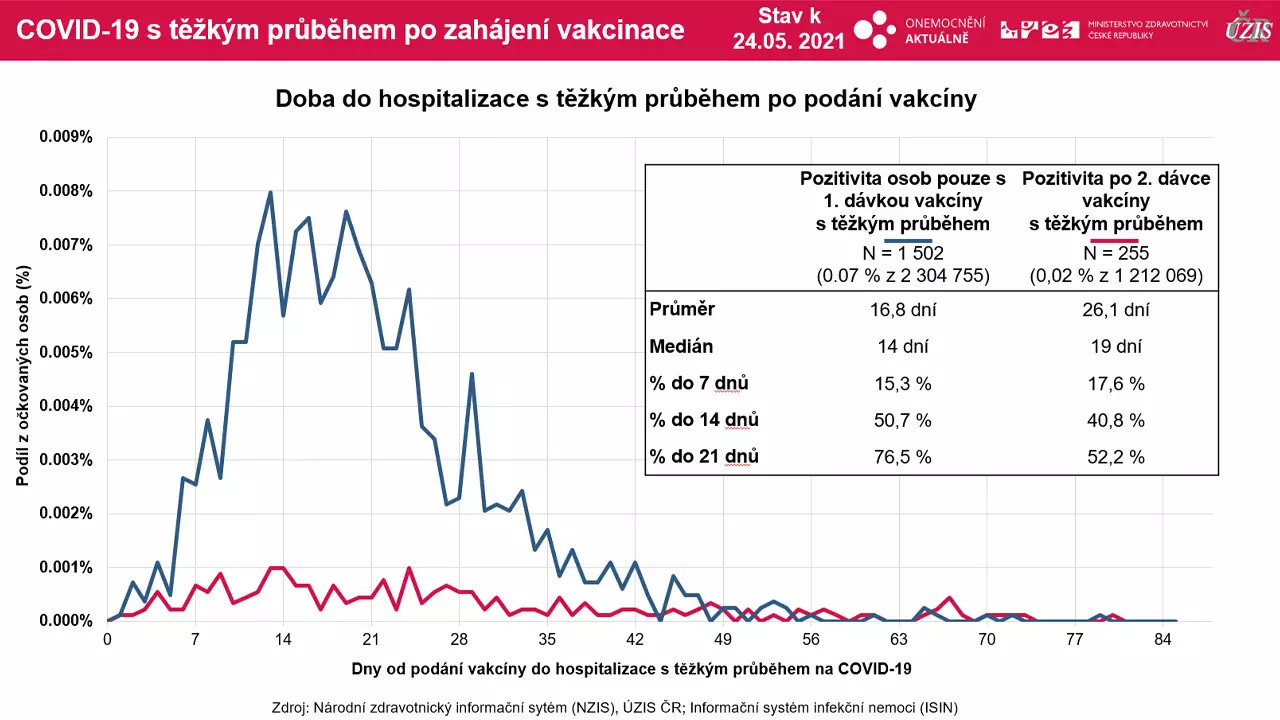 COVID-19 s těžkým průběhem po zahájení vakcinace
Stav k
24.05. 2021
ONEMOCNĚNÍ
AKTUÁLNĚ
MINISTERSTVO ZDRAVOTNICTVÍ
ČESKÉ REPUBLIKY
ÚZIS
ČR
Doba do hospitalizace s těžkým průběhem po podání vakcíny
Podíl z očkovaných osob (%)
0.009%
0.008%
0.007%
0.006%
0.005%
0.004%
0.003%
0.002%
0.001%
0.000%
0 7 14 21 28 35 42 49 56 63 70 77 84
Dny od podání vakcíny do hospitalizace s těžkým průběhem na COVID-19
Pozitivita osob pouze s
1. dávkou vakcíny
s těžkým průběhem
N = 1 502
(0.07 % z 2 304 755)
Pozitivita po 2. dávce
vakcíny
s těžkým průběhem
N = 255
(0,02 % z 1 212 069)
Průměr 16,8 dní 26,1 dní
Medián 14 dní 19 dní
% do 7 dnů 15,3 % 17,6 %
% do 14 dnů 50,7 % 40,8 %
% do 21 dnů 76,5 % 52,2 %
Zdroj: Národní zdravotnický informační sytém (NZIS), ÚZIS ČR; Informační systém infekční nemoci (ISIN)